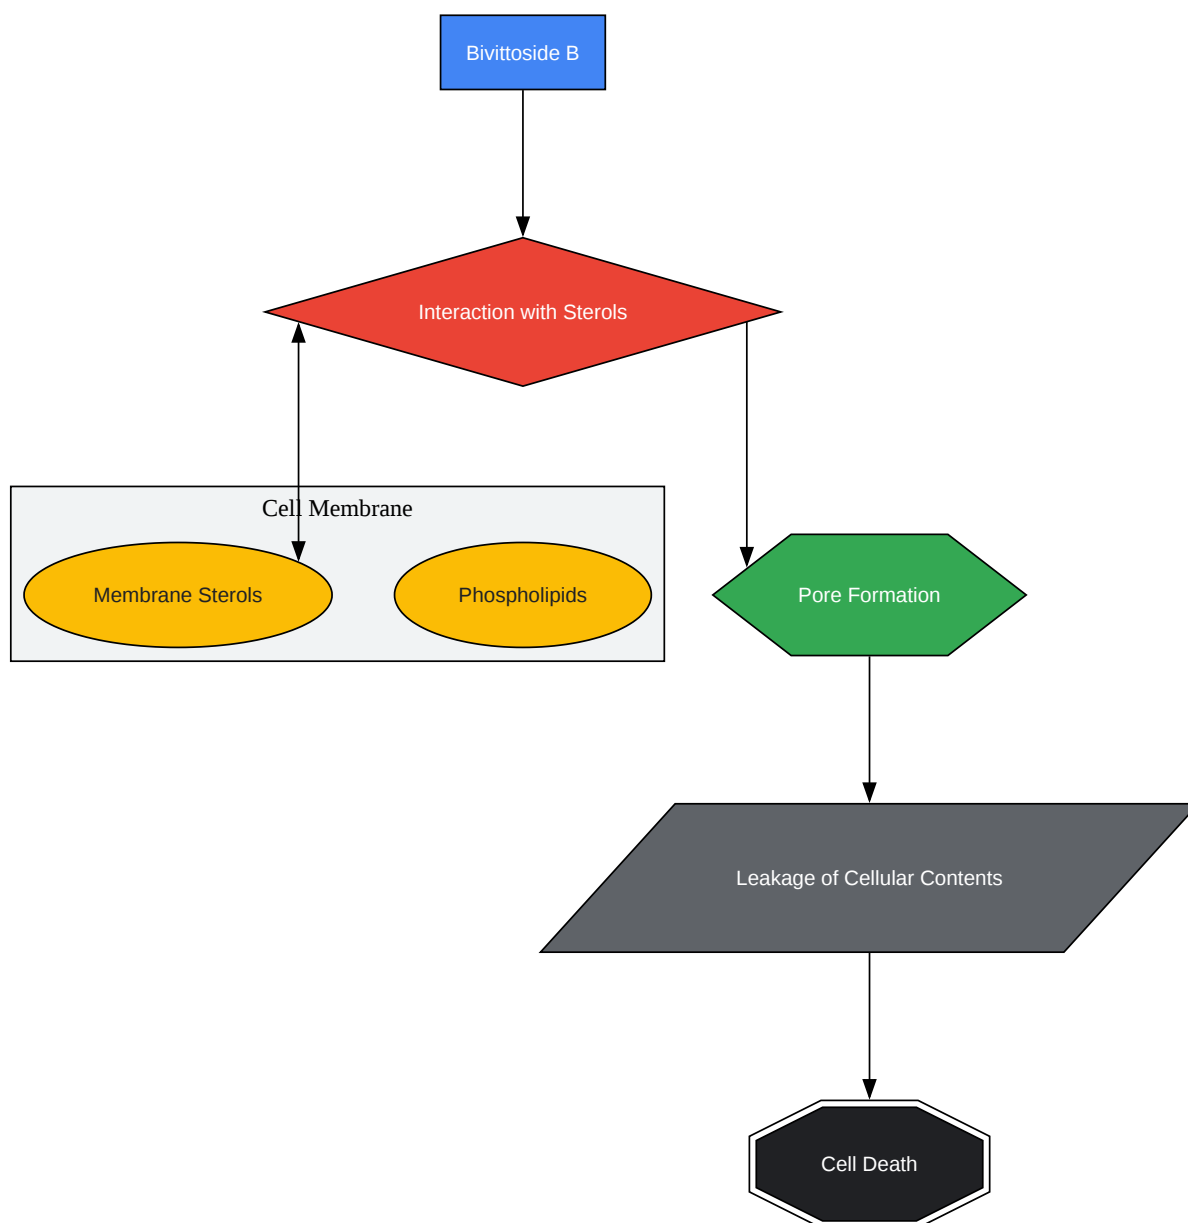 Bivittoside B
Interaction with Sterols
Cell Membrane
Membrane Sterols
Phospholipids
Pore Formation
Leakage of Cellular Contents
Cell Death